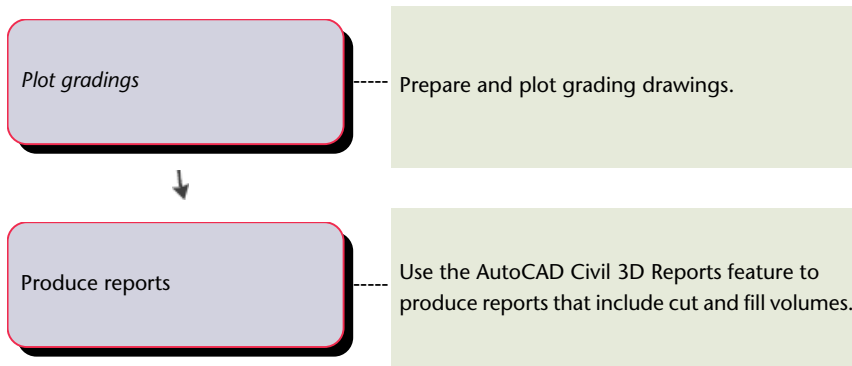 Plot gradings
Prepare and plot grading drawings.
Produce reports
Use the AutoCAD Civil 3D Reports feature to
produce reports that include cut and fill volumes.